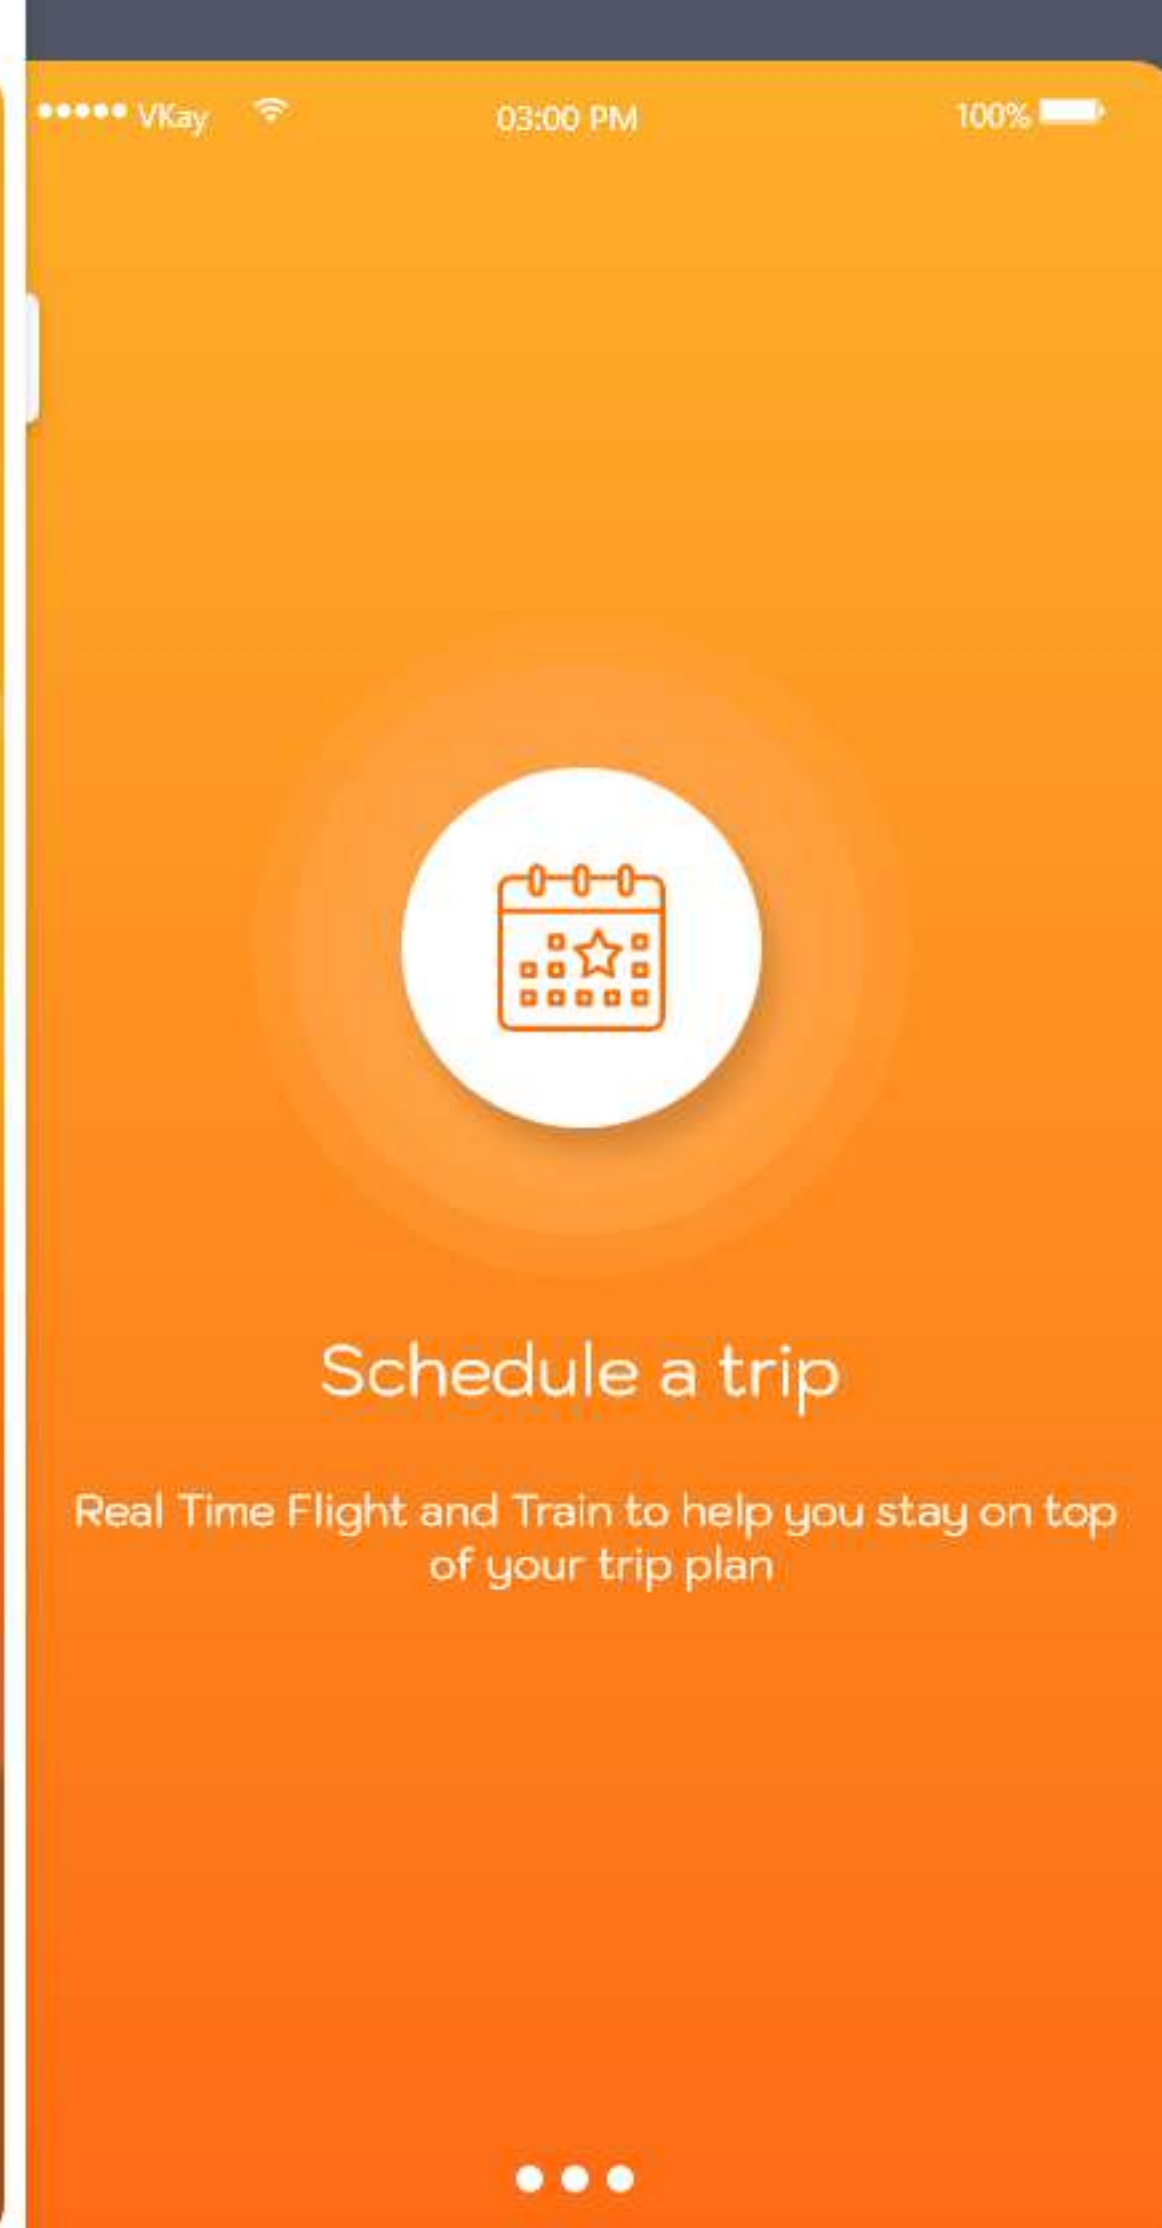 VKay 03:00 PM 100%
Schedule a trip
Real Time Flight and Train to help you stay on top
of your trip plan